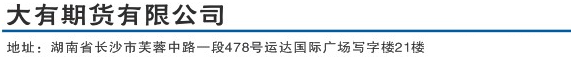 大有期货有限公司
地址：湖南省长沙市芙蓉中路一段478号运达国际广场写字楼21楼